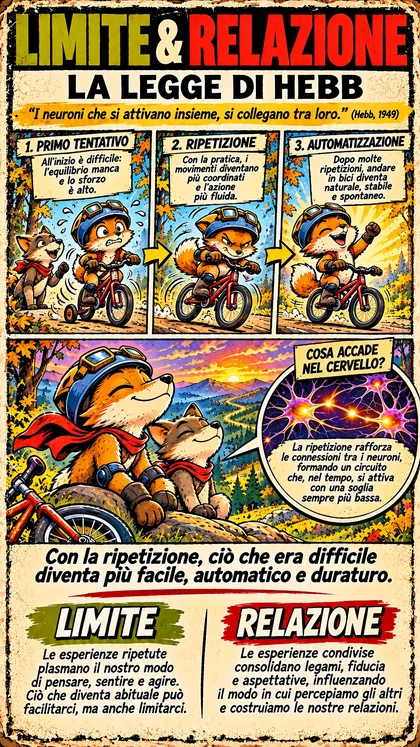 LIMITE & RELAZIONE
LA LEGGE DI HEBB
“I neuroni che si attivano insieme, si collegano tra loro.” (Hebb, 1949)
1. PRIMO TENTATIVO
All'inizio è difficile:
l'equilibrio manca
e lo sforzo
è alto.
2. RIPETIZIONE
Con la pratica, i
movimenti diventano
più coordinati
e l'azione
più fluida.
3. AUTOMATIZZAZIONE
Dopo molte
ripetizioni, andare
in bici diventa
naturale, stabile
e spontaneo.
COSA ACCADE
NEL CERVELLO?
La ripetizione rafforza
le connessioni tra i neuroni,
formando un circuito
che, nel tempo, si attiva
con una soglia
sempre più bassa.
Con la ripetizione, ciò che era difficile
diventa più facile, automatico e duraturo.
LIMITE
Le esperienze ripetute
plasmano il nostro modo
di pensare, sentire e agire.
Ciò che diventa abituale può
facilitarci, ma anche limitarci.
RELAZIONE
Le esperienze condivise
consolidano legami, fiducia
e aspettative, influenzando
il modo in cui percepiamo gli altri
e costruiamo le nostre relazioni.